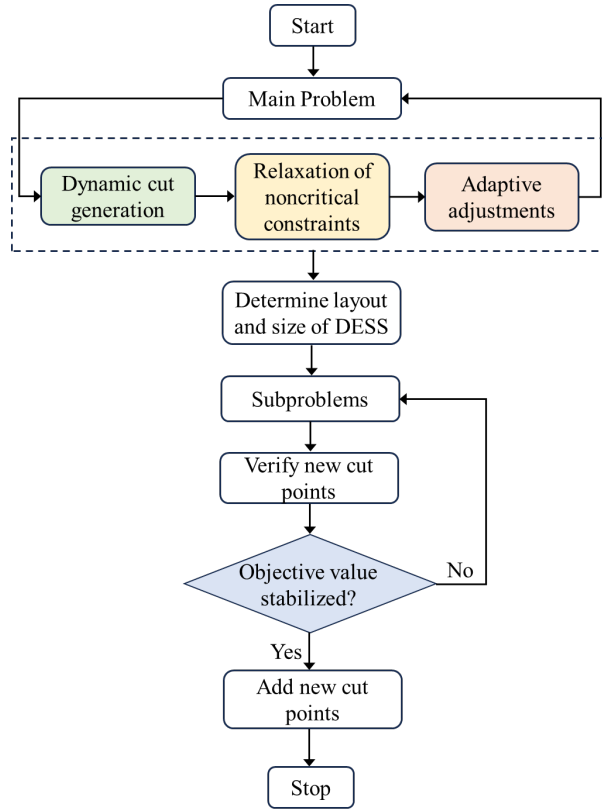 Start
Main Problem
Dynamic cut
generation
Relaxation of
noncritical
constraints
Adaptive
adjustments
Determine layout
and size of DESS
Subproblems
Verify new cut
points
Objective value
stabilized?
No
Yes
Add new cut
points
Stop